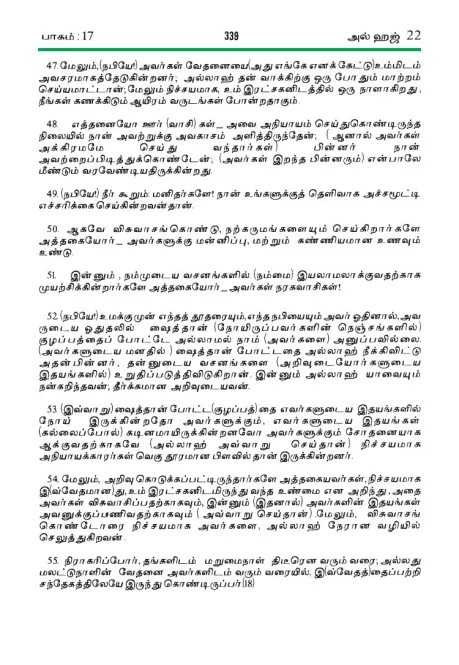 பாகம் : 17 339 அல் ஹஜ் 22
47. மேலும், (நபியே!) அவர்கள் வேதனையை(அது எங்கே எனக் கேட்டு)உம்மிடம்
அவசரமாகத்தேடுகின்றனர்; அல்லாஹ் தன் வாக்கிற்கு ஒரு போதும் மாற்றம்
செய்யமாட்டான்; மேலும் நிச்சயமாக, உம் இரட்சகனிடத்தில் ஒரு நாளாகிறது ,
நீங்கள் கணக்கிடும் ஆயிரம் வருடங்கள் போன்றதாகும்.
48. எத்தனையோ ஊர் (வாசி) கள்_ அவை அநியாயம் செய்துகொண்டிருந்த
நிலையில் நான் அவற்றுக்கு அவகாசம் அளித்திருந்தேன்; ( ஆனால் அவர்கள்
அக்கிரமமே செய்து வந்தார்கள்) பின்னர் நான்
அவற்றைப்பிடித்துக்கொண்டேன்; (அவர்கள் இறந்த பின்னரும்) என்பாலே
மீண்டும் வரவேண்டியதிருக்கின்றது.
49. (நபியே!) நீர் கூறும்: மனிதர்களே! நான் உங்களுக்குத் தெளிவாக அச்சமூட்டி
எச்சரிக்கை செய்கின்றவன்தான்.
50. ஆகவே விசுவாசங்கொண்டு, நற்கருமங்களையும் செய்கிறார்களே
அத்தகையோர்_ அவர்களுக்கு மன்னிப்பு, மற்றும் கண்ணியமான உணவும்
உண்டு.
51. இன்னும் , நம்முடைய வசனங்களில் (நம்மை) இயலாமலாக்குவதற்காக
முயற்சிக்கின்றார்களே அத்தகையோர்_அவர்கள் நரகவாசிகள்!
52. (நபியே!) உமக்கு முன் எந்தத் தூதரையும், எந்த நபியையும் அவர் ஓதினால், அவ
ருடைய ஓதுதலில் ஷைத்தான் (நோயிருப்பவர்களின் நெஞ்சங்களில்)
குழப்பத்தைப் போட்டே அல்லாமல் நாம் (அவர்களை) அனுப்பவில்லை.
(அவர்களுடைய மனதில் ) ஷைத்தான் போட்டதை அல்லாஹ் நீக்கிவிட்டு
அதன்பின்னர், தன்னுடைய வசனங்களை (அறிவுடையோர்களுடைய
இதயங்களில்) உறுதிப்படுத்திவிடுகிறான். இன்னும் அல்லாஹ் யாவையும்
நன்கறிந்தவன்; தீர்க்கமான அறிவுடையவன்.
53. (இவ்வாறு)ஷைத்தான் போட்ட(குழப்பத்)தை எவர்களுடைய இதயங்களில்
நோய் இருக்கின்றதோ அவர்களுக்கும், எவர்களுடைய இதயங்கள்
(கல்லைப்போல்) கடினமாயிருக்கின்றனவோ அவர்களுக்கும் சோதனையாக
ஆக்குவதற்காகவே (அல்லாஹ் அவ்வாறு செய்தான்) நிச்சயமாக
அநியாயக்காரர்கள் வெகு தூரமான பிளவில்தான் இருக்கின்றனர்.
54. மேலும், அறிவு கொடுக்கப்பட்டிருந்தார்களே அத்தகையவர்கள், நிச்சயமாக
இ(வ்வேதமான)து, உம் இரட்சகனிடமிருந்து வந்த உண்மை என அறிந்து , அதை
அவர்கள் விசுவாசிப்பதற்காகவும், இன்னும் (இதனால்) அவர்களின் இதயங்கள்
அவனுக்குப்பணிவதற்காகவும் ( அவ்வாறு செய்தான்) .மேலும், விசுவாசங்
கொண்டோரை நிச்சயமாக அவர்களை, அல்லாஹ் நேரான வழியில்
செலுத்துகிறவன் .
55. நிராகரிப்போர், தங்களிடம் மறுமைநாள் திடீரென வரும் வரை; அல்லது
மலட்டுநாளின் வேதனை அவர்களிடம் வரும் வரையில், இ(வ்வேதத்)தைப்பற்றி
சந்தேகத்திலேயே இருந்து கொண்டிருப்பர்.(18)